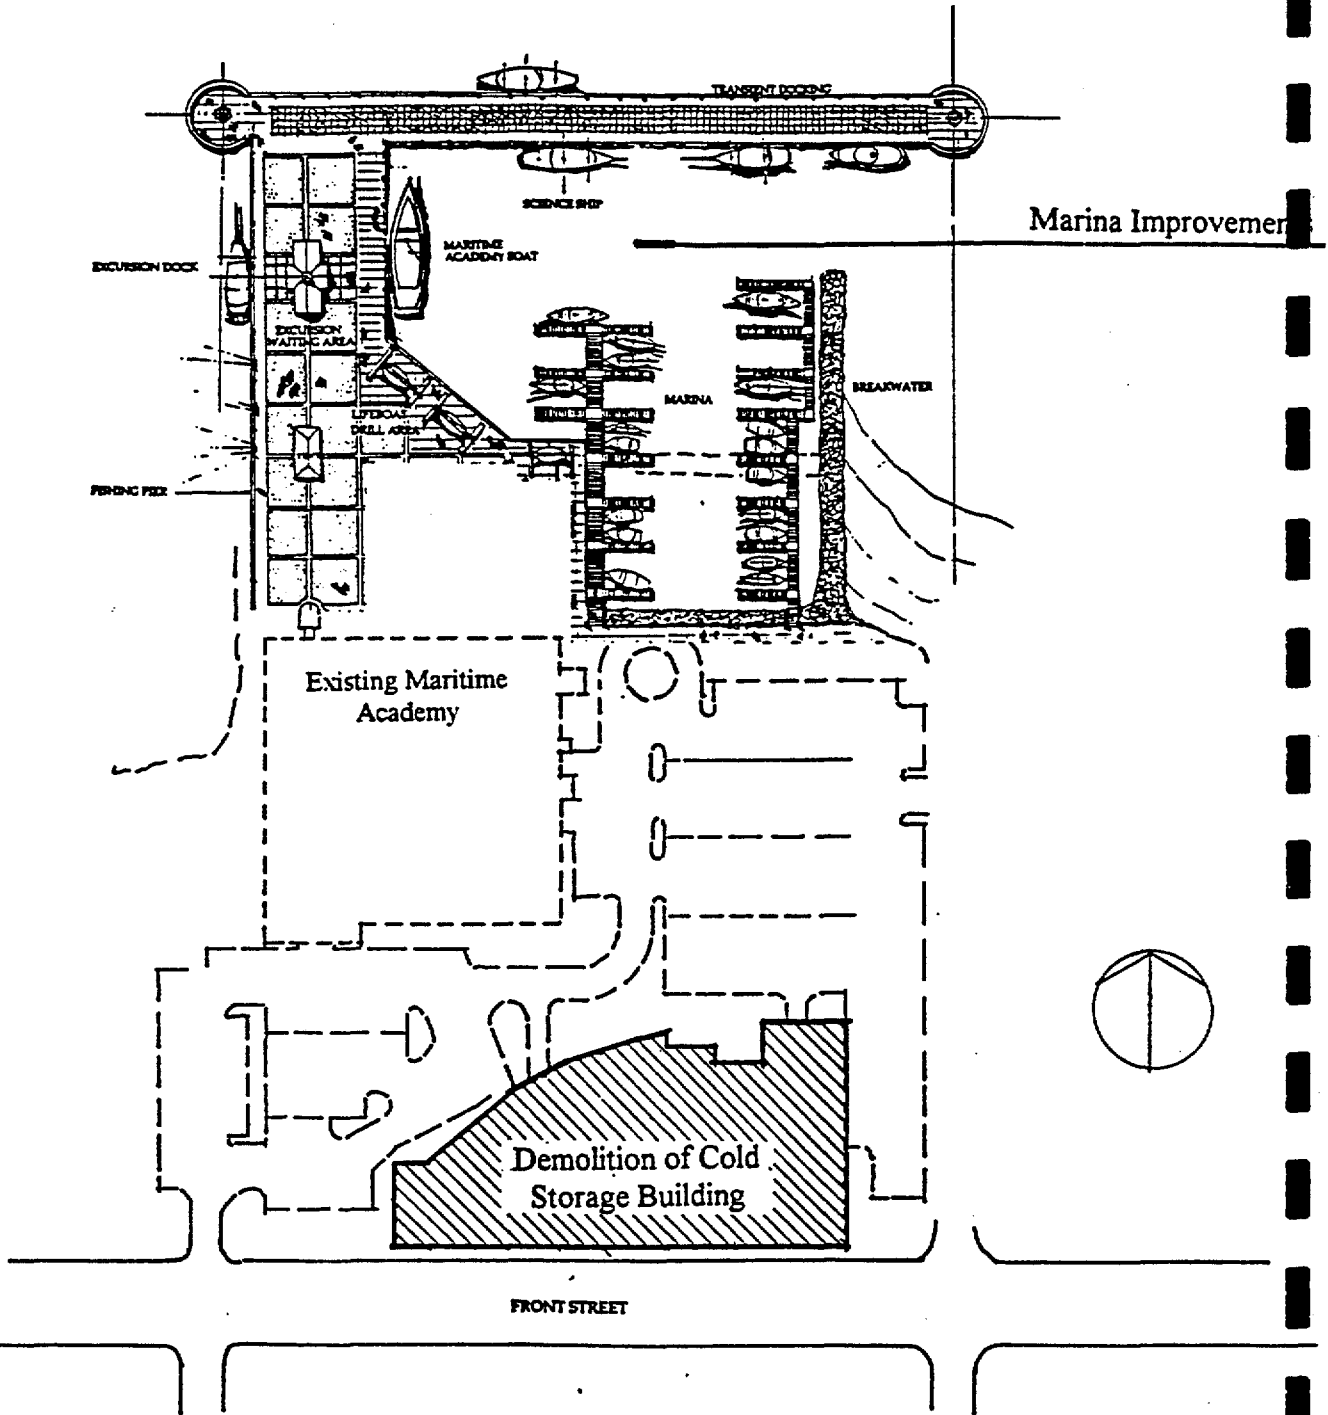 TRANSIENT DOCKING
SCIENCE SHIP
Marina Improvemen
MARITIME
ACADEMY BOAT
EXCURSION DOCK
EXCURSION
WAITING AREA
BREAKWATER
MARINA
LIFEBOAT
DRILL AREA
FISHING PIER
Existing Maritime
Academy
Demolition of Cold
Storage Building
FRONT STREET